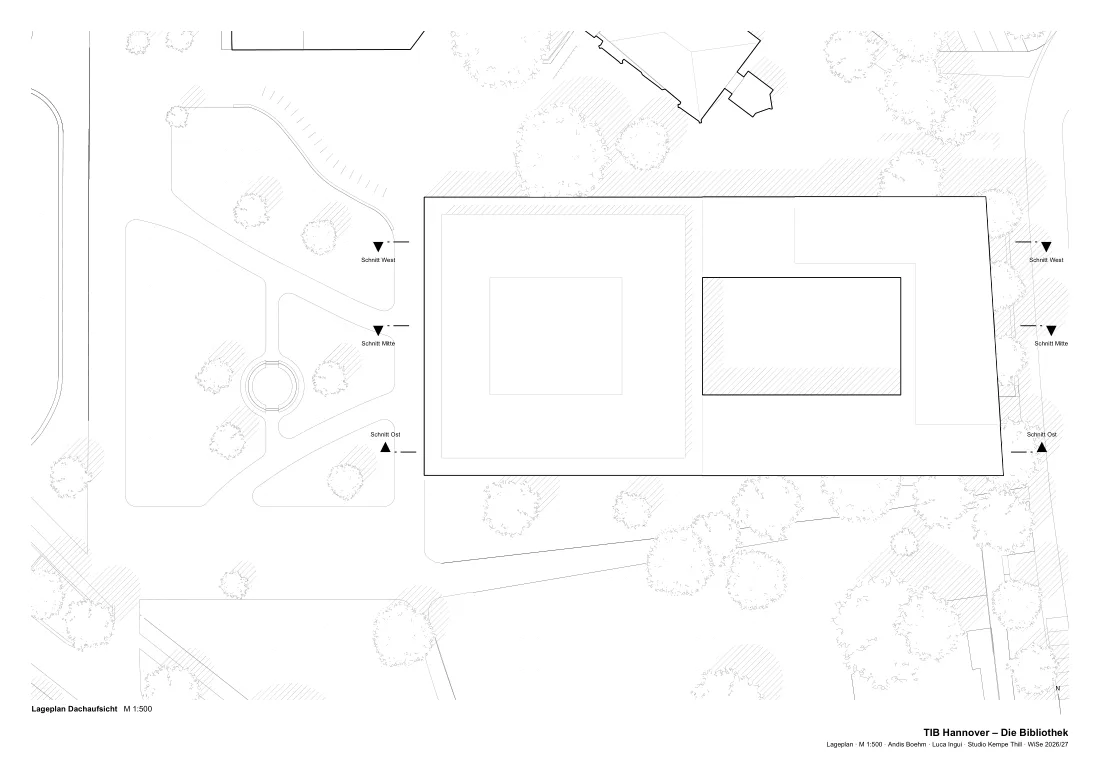 Schnitt West
Schnitt West
Schnitt Mitte
Schnitt Mitte
Schnitt Ost
Schnitt Ost
N
Lageplan Dachaufsicht M 1:500
TIB Hannover – Die Bibliothek
Lageplan · M 1:500 · Andis Boehm · Luca Ingui · Studio Kempe Thill · WiSe 2026/27